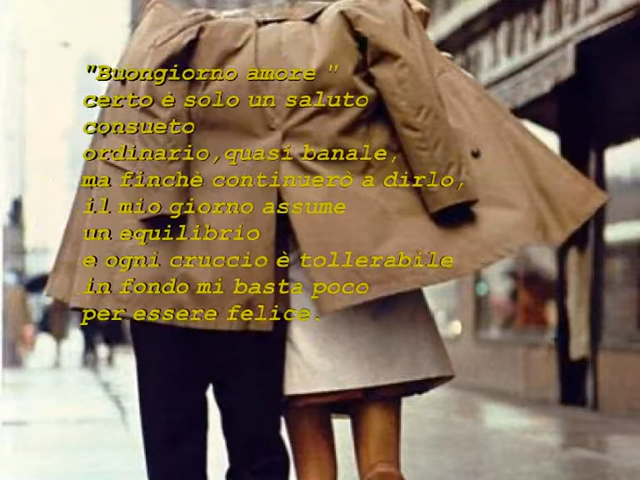 "Buongiorno amore "
certo è solo un saluto
consueto
ordinario,quasi banale,
ma finchè continuerò a dirlo,
il mio giorno assume
un equilibrio
e ogni cruccio è tollerabile
in fondo mi basta poco
per essere felice.